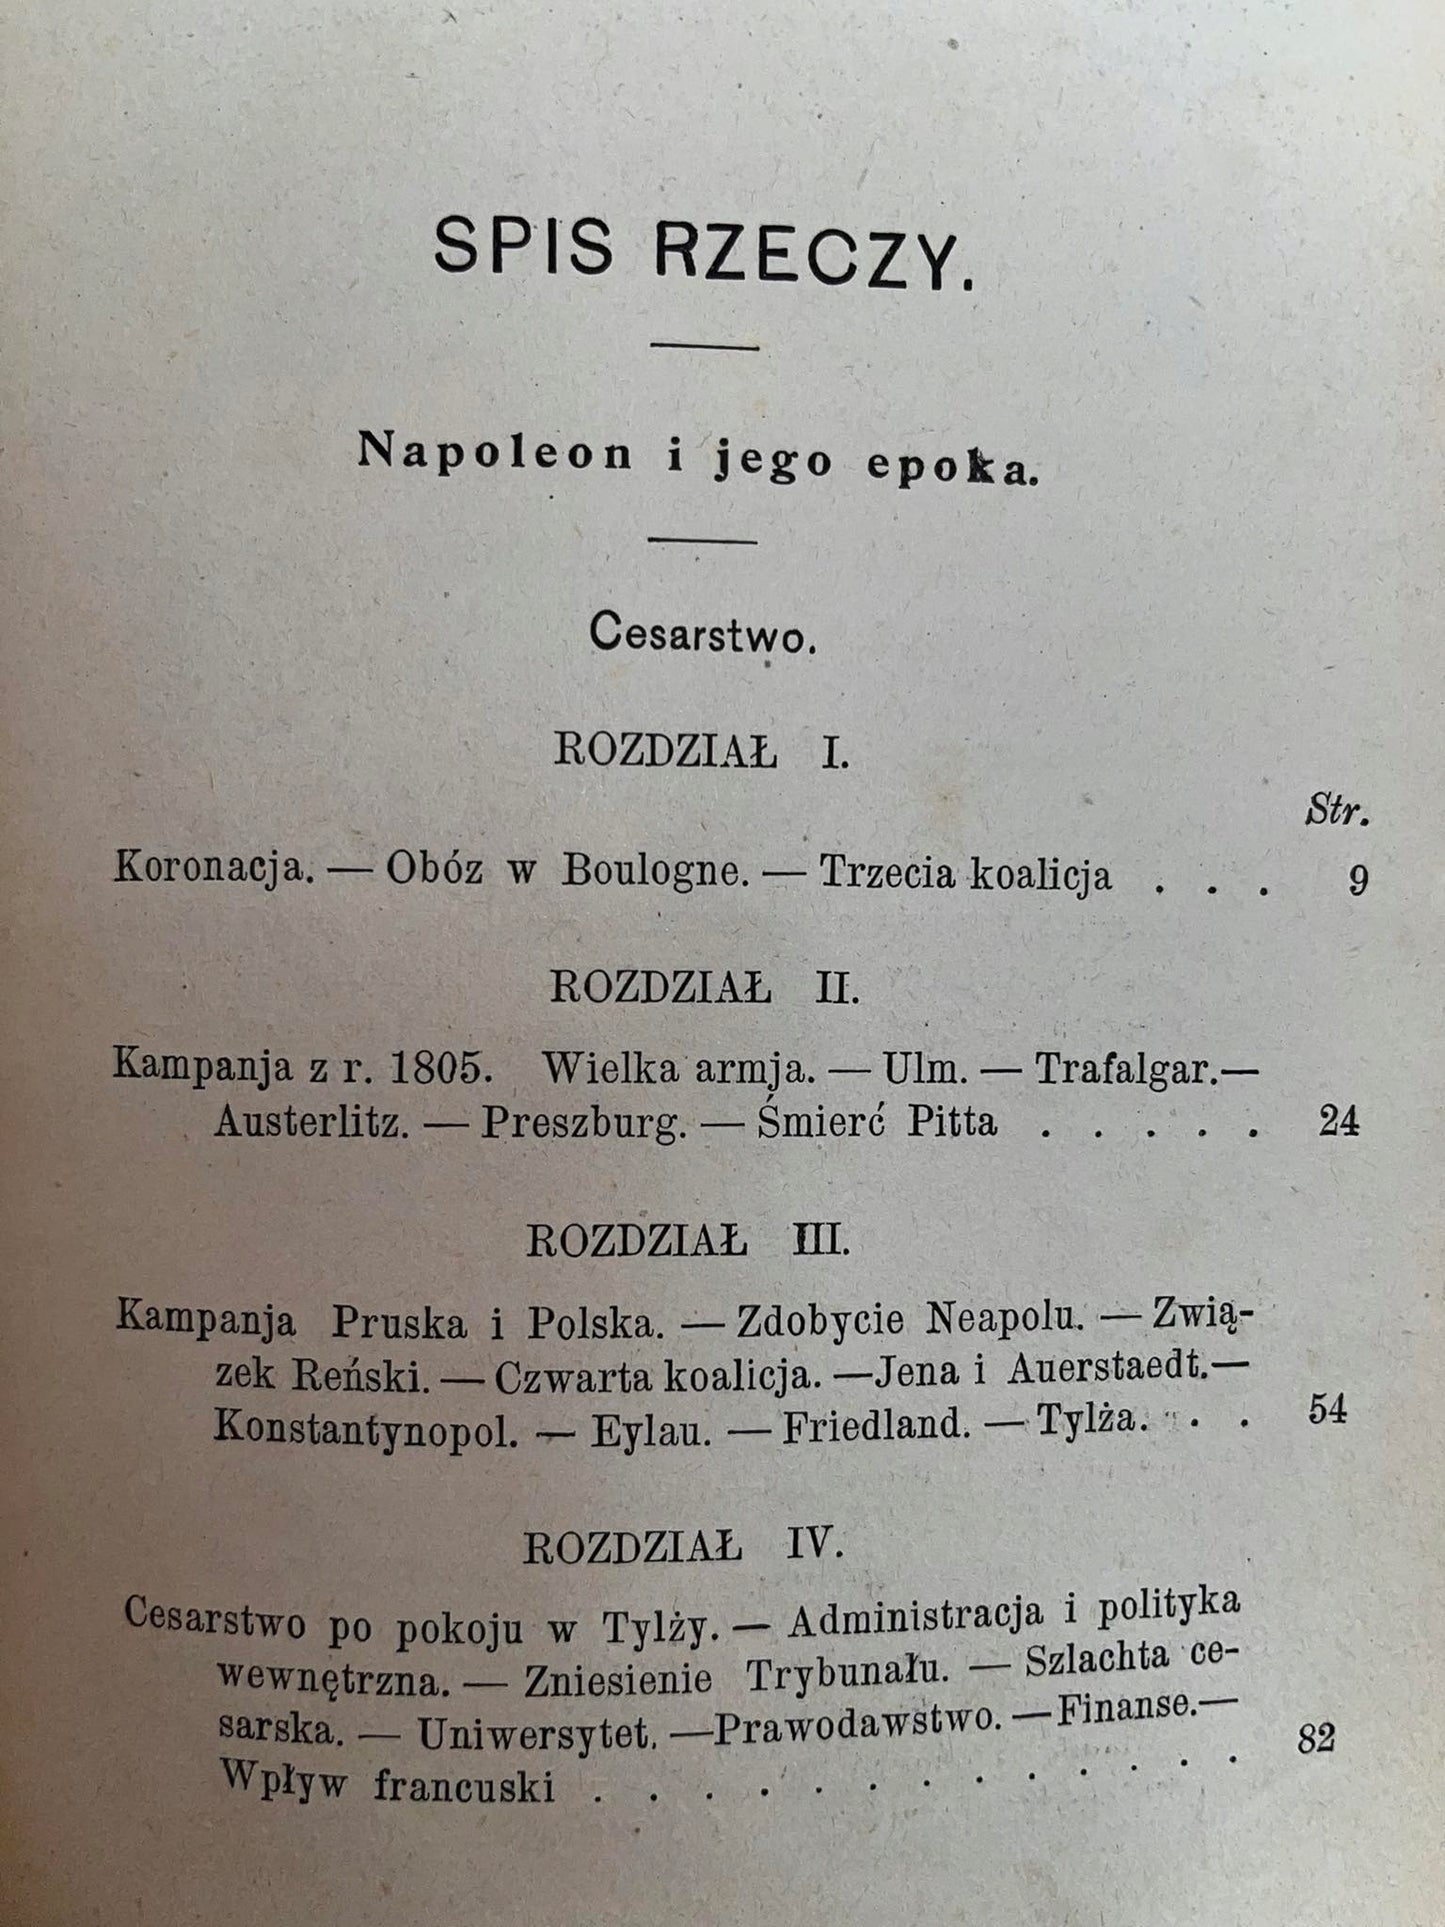 SPIS RZECZY.
Napoleon i jego epoka.
Cesarstwo.
ROZDZIAŁ I.
Str.
Koronacja. — Obóz w Boulogne. — Trzecia koalicja . . . 9
ROZDZIAŁ II.
Kampanja z r. 1805. Wielka armja. — Ulm. — Trafalgar.—
Austerlitz. — Preszburg. — Śmierć Pitta . . . . . 24
ROZDZIAŁ III.
Kampanja Pruska i Polska. — Zdobycie Neapolu. — Zwią-
zek Reński. — Czwarta koalicja. —Jena i Auerstaedt.—
Konstantynopol. — Eylau. — Friedland. — Tylża. . . 54
ROZDZIAŁ IV.
Cesarstwo po pokoju w Tylży. — Administracja i polityka
wewnętrzna. — Zniesienie Trybunału. — Szlachta ce-
sarska. — Uniwersytet. —Prawodawstwo. —Finanse.—
Wpływ francuski . . . . . . . . . . . . . 82